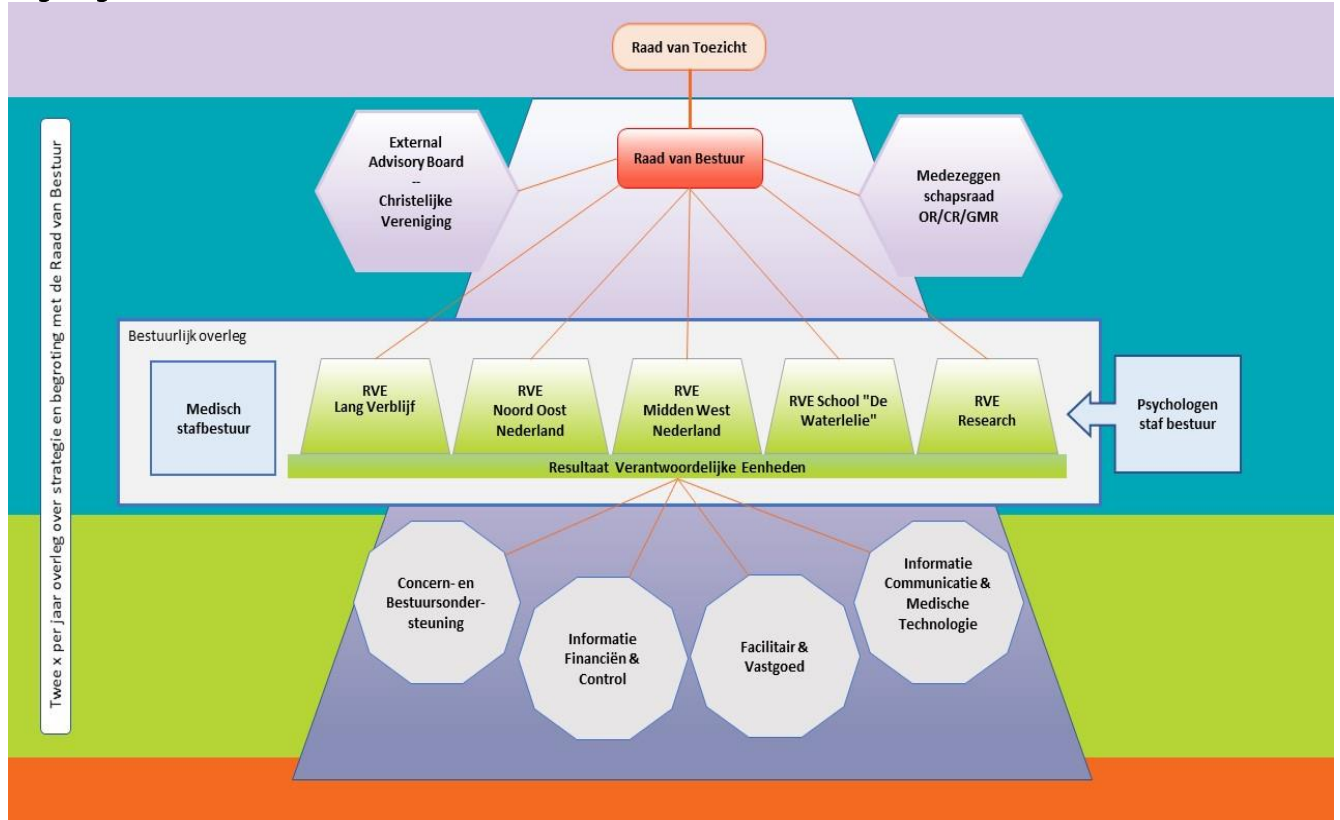 Raad van Toezicht
External
Advisory Board
--
Christelijke
Vereniging
Raad van Bestuur
Medezeggen
schapsraad
OR/CR/GMR
Twee x per jaar overleg over strategie en begroting met de Raad van Bestuur
Bestuurlijk overleg
Medisch
stafbestuur
RVE
Lang Verblijf
RVE
Noord Oost
Nederland
RVE
Midden West
Nederland
RVE School "De
Waterlelie"
RVE
Research
Psychologen
staf bestuur
Resultaat Verantwoordelijke Eenheden
Concern- en
Bestuursonder-
steuning
Informatie
Financiën &
Control
Facilitair &
Vastgoed
Informatie
Communicatie &
Medische
Technologie